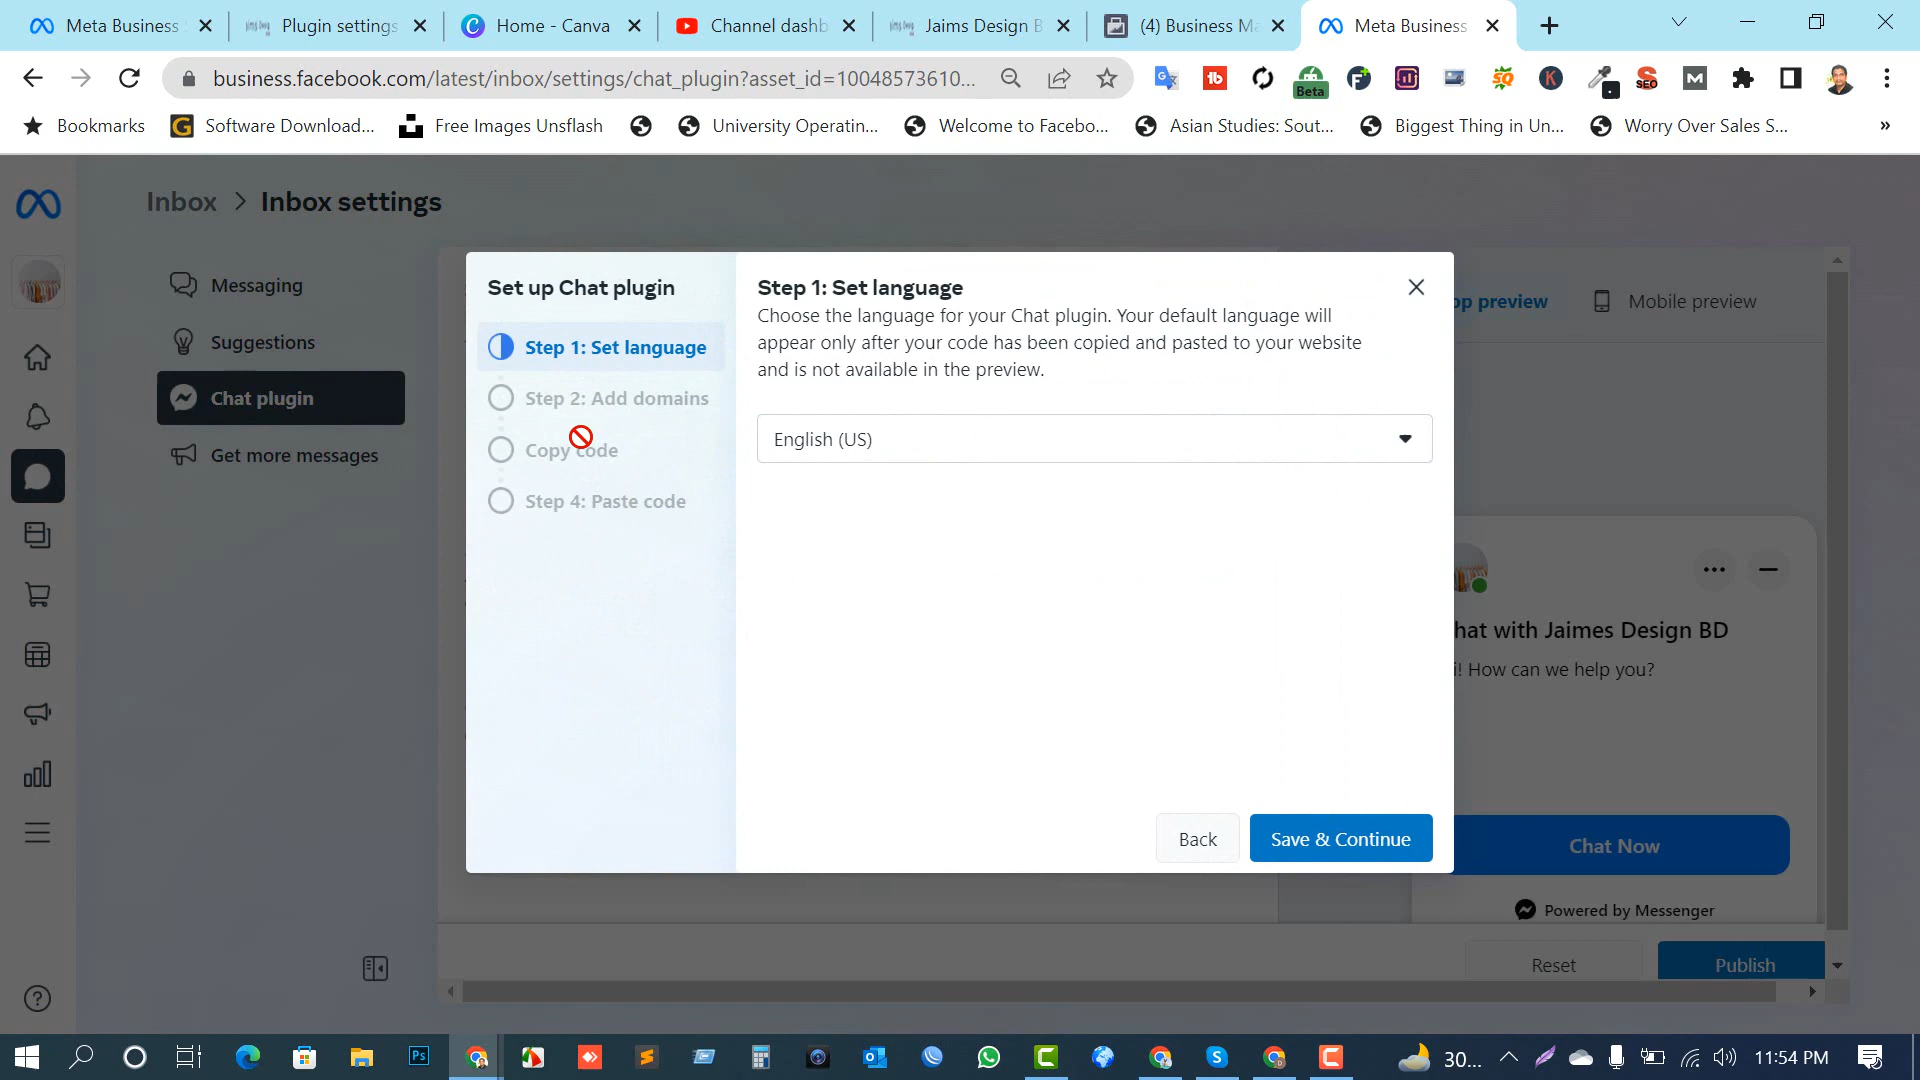 Meta Business
Plugin settings
Home - Canva
Channel dashb
Jaims Design B
(4) Business Ma
Meta Business
business.facebook.com/latest/inbox/settings/chat_plugin?asset_id=10048573610...
Beta
SEO
Bookmarks
Software Download...
Free Images Unsflash
University Operatin...
Welcome to Facebo...
Asian Studies: Sout...
Biggest Thing in Un...
Worry Over Sales S...
»
Inbox > Inbox settings
Messaging
Suggestions
Chat plugin
Get more messages
Set up Chat plugin
Step 1: Set language
Step 2: Add domains
Copy code
Step 4: Paste code
Step 1: Set language
Choose the language for your Chat plugin. Your default language will
appear only after your code has been copied and pasted to your website
and is not available in the preview.
English (US)
Back
Save & Continue
op preview
Mobile preview
hat with Jaimes Design BD
i! How can we help you?
Chat Now
Powered by Messenger
Reset
Publish
Ps
30...
11:54 PM